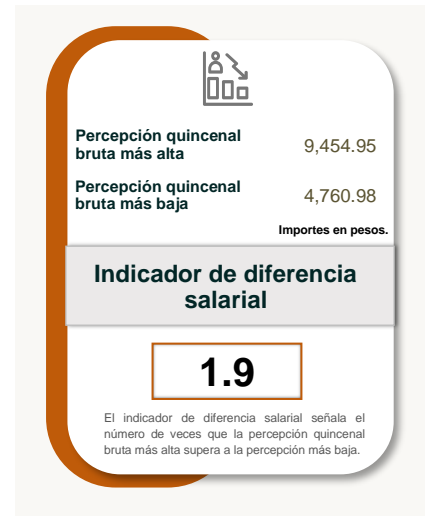 Percepción quincenal
bruta más alta
9,454.95
Percepción quincenal
bruta más baja
4,760.98
Importes en pesos.
Indicador de diferencia
salarial
1.9
El indicador de diferencia salarial señala el
número de veces que la percepción quincenal
bruta más alta supera a la percepción más baja.